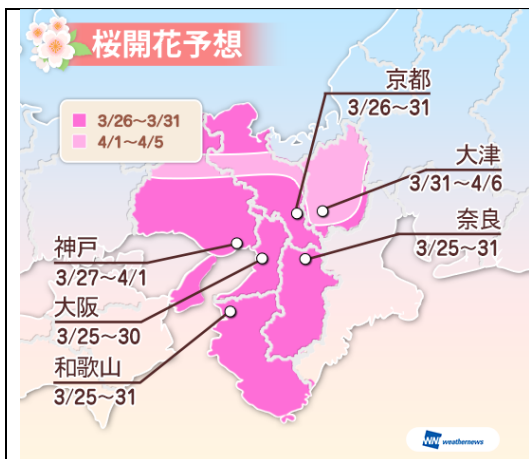 桜開花予想
3/26～3/31
4/1～4/5
京都
3/26～31
大津
3/31～4/6
奈良
3/25～31
神戸
3/27～4/1
大阪
3/25～30
和歌山
3/25～31
WNI weathernews